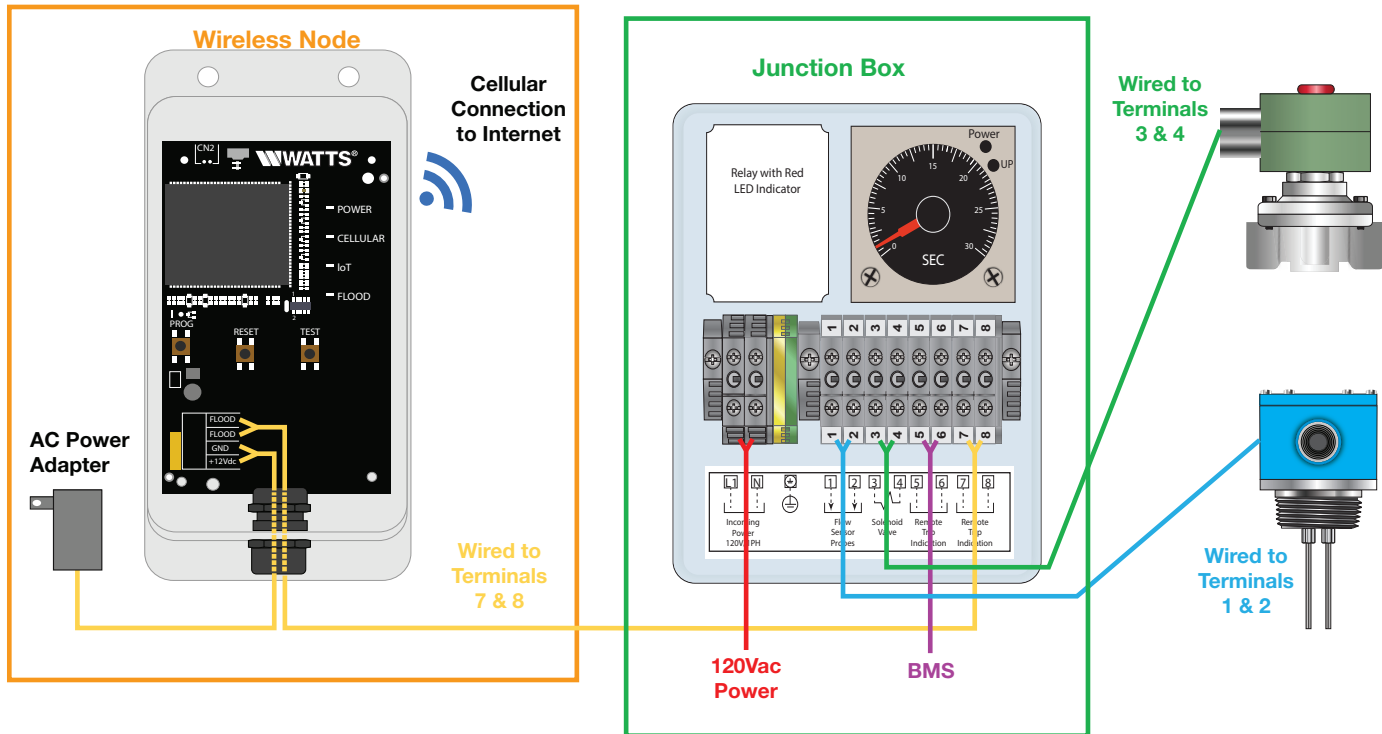 Wireless Node
Cellular
Connection
to Internet
CN2
WATTS®
POWER
CELLULAR
IoT
FLOOD
1
2
PROG
RESET
TEST
FLOOD
FLOOD
GND
+12Vdc
AC Power
Adapter
Wired to
Terminals
7 & 8
Junction Box
Relay with Red
LED Indicator
Power
UP
0
5
10
15
20
25
30
SEC
1 2 3 4 5 6 7 8
1 2 3 4 5 6 7 8
L1 N 1 2 3 4 5 6 7 8
Incoming
Power
120V/1PH
Flow
Sensor
Probes
Solenoid
Valve
Remote
Trip
Indication
Remote
Trip
Indication
120Vac
Power
BMS
Wired to
Terminals
3 & 4
Wired to
Terminals
1 & 2